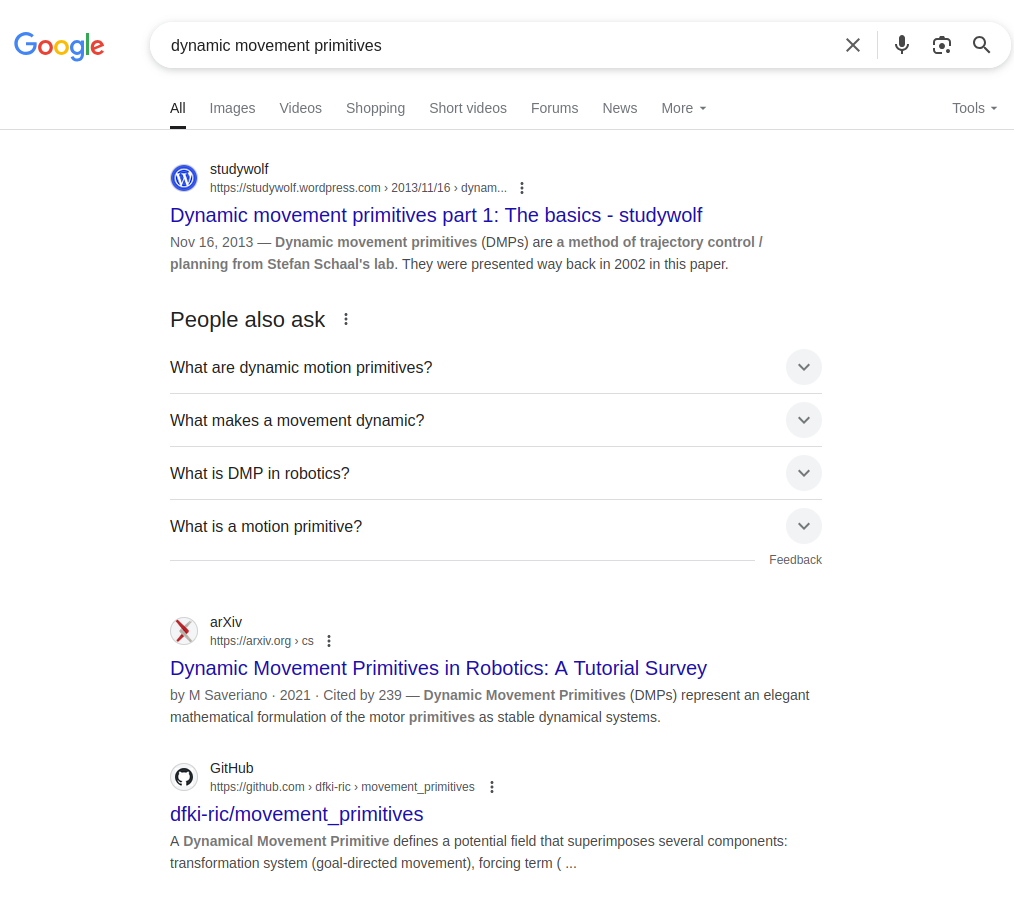 Google
dynamic movement primitives
All Images Videos Shopping Short videos Forums News More Tools
studywolf
https://studywolf.wordpress.com › 2013/11/16 › dynam...
Dynamic movement primitives part 1: The basics - studywolf
Nov 16, 2013 — Dynamic movement primitives (DMPs) are a method of trajectory control /
planning from Stefan Schaal's lab. They were presented way back in 2002 in this paper.
People also ask
What are dynamic motion primitives?
What makes a movement dynamic?
What is DMP in robotics?
What is a motion primitive?
Feedback
arXiv
https://arxiv.org › cs
Dynamic Movement Primitives in Robotics: A Tutorial Survey
by M Saveriano · 2021 · Cited by 239 — Dynamic Movement Primitives (DMPs) represent an elegant
mathematical formulation of the motor primitives as stable dynamical systems.
GitHub
https://github.com › dfki-ric › movement_primitives
dfki-ric/movement_primitives
A Dynamical Movement Primitive defines a potential field that superimposes several components:
transformation system (goal-directed movement), forcing term ( ...